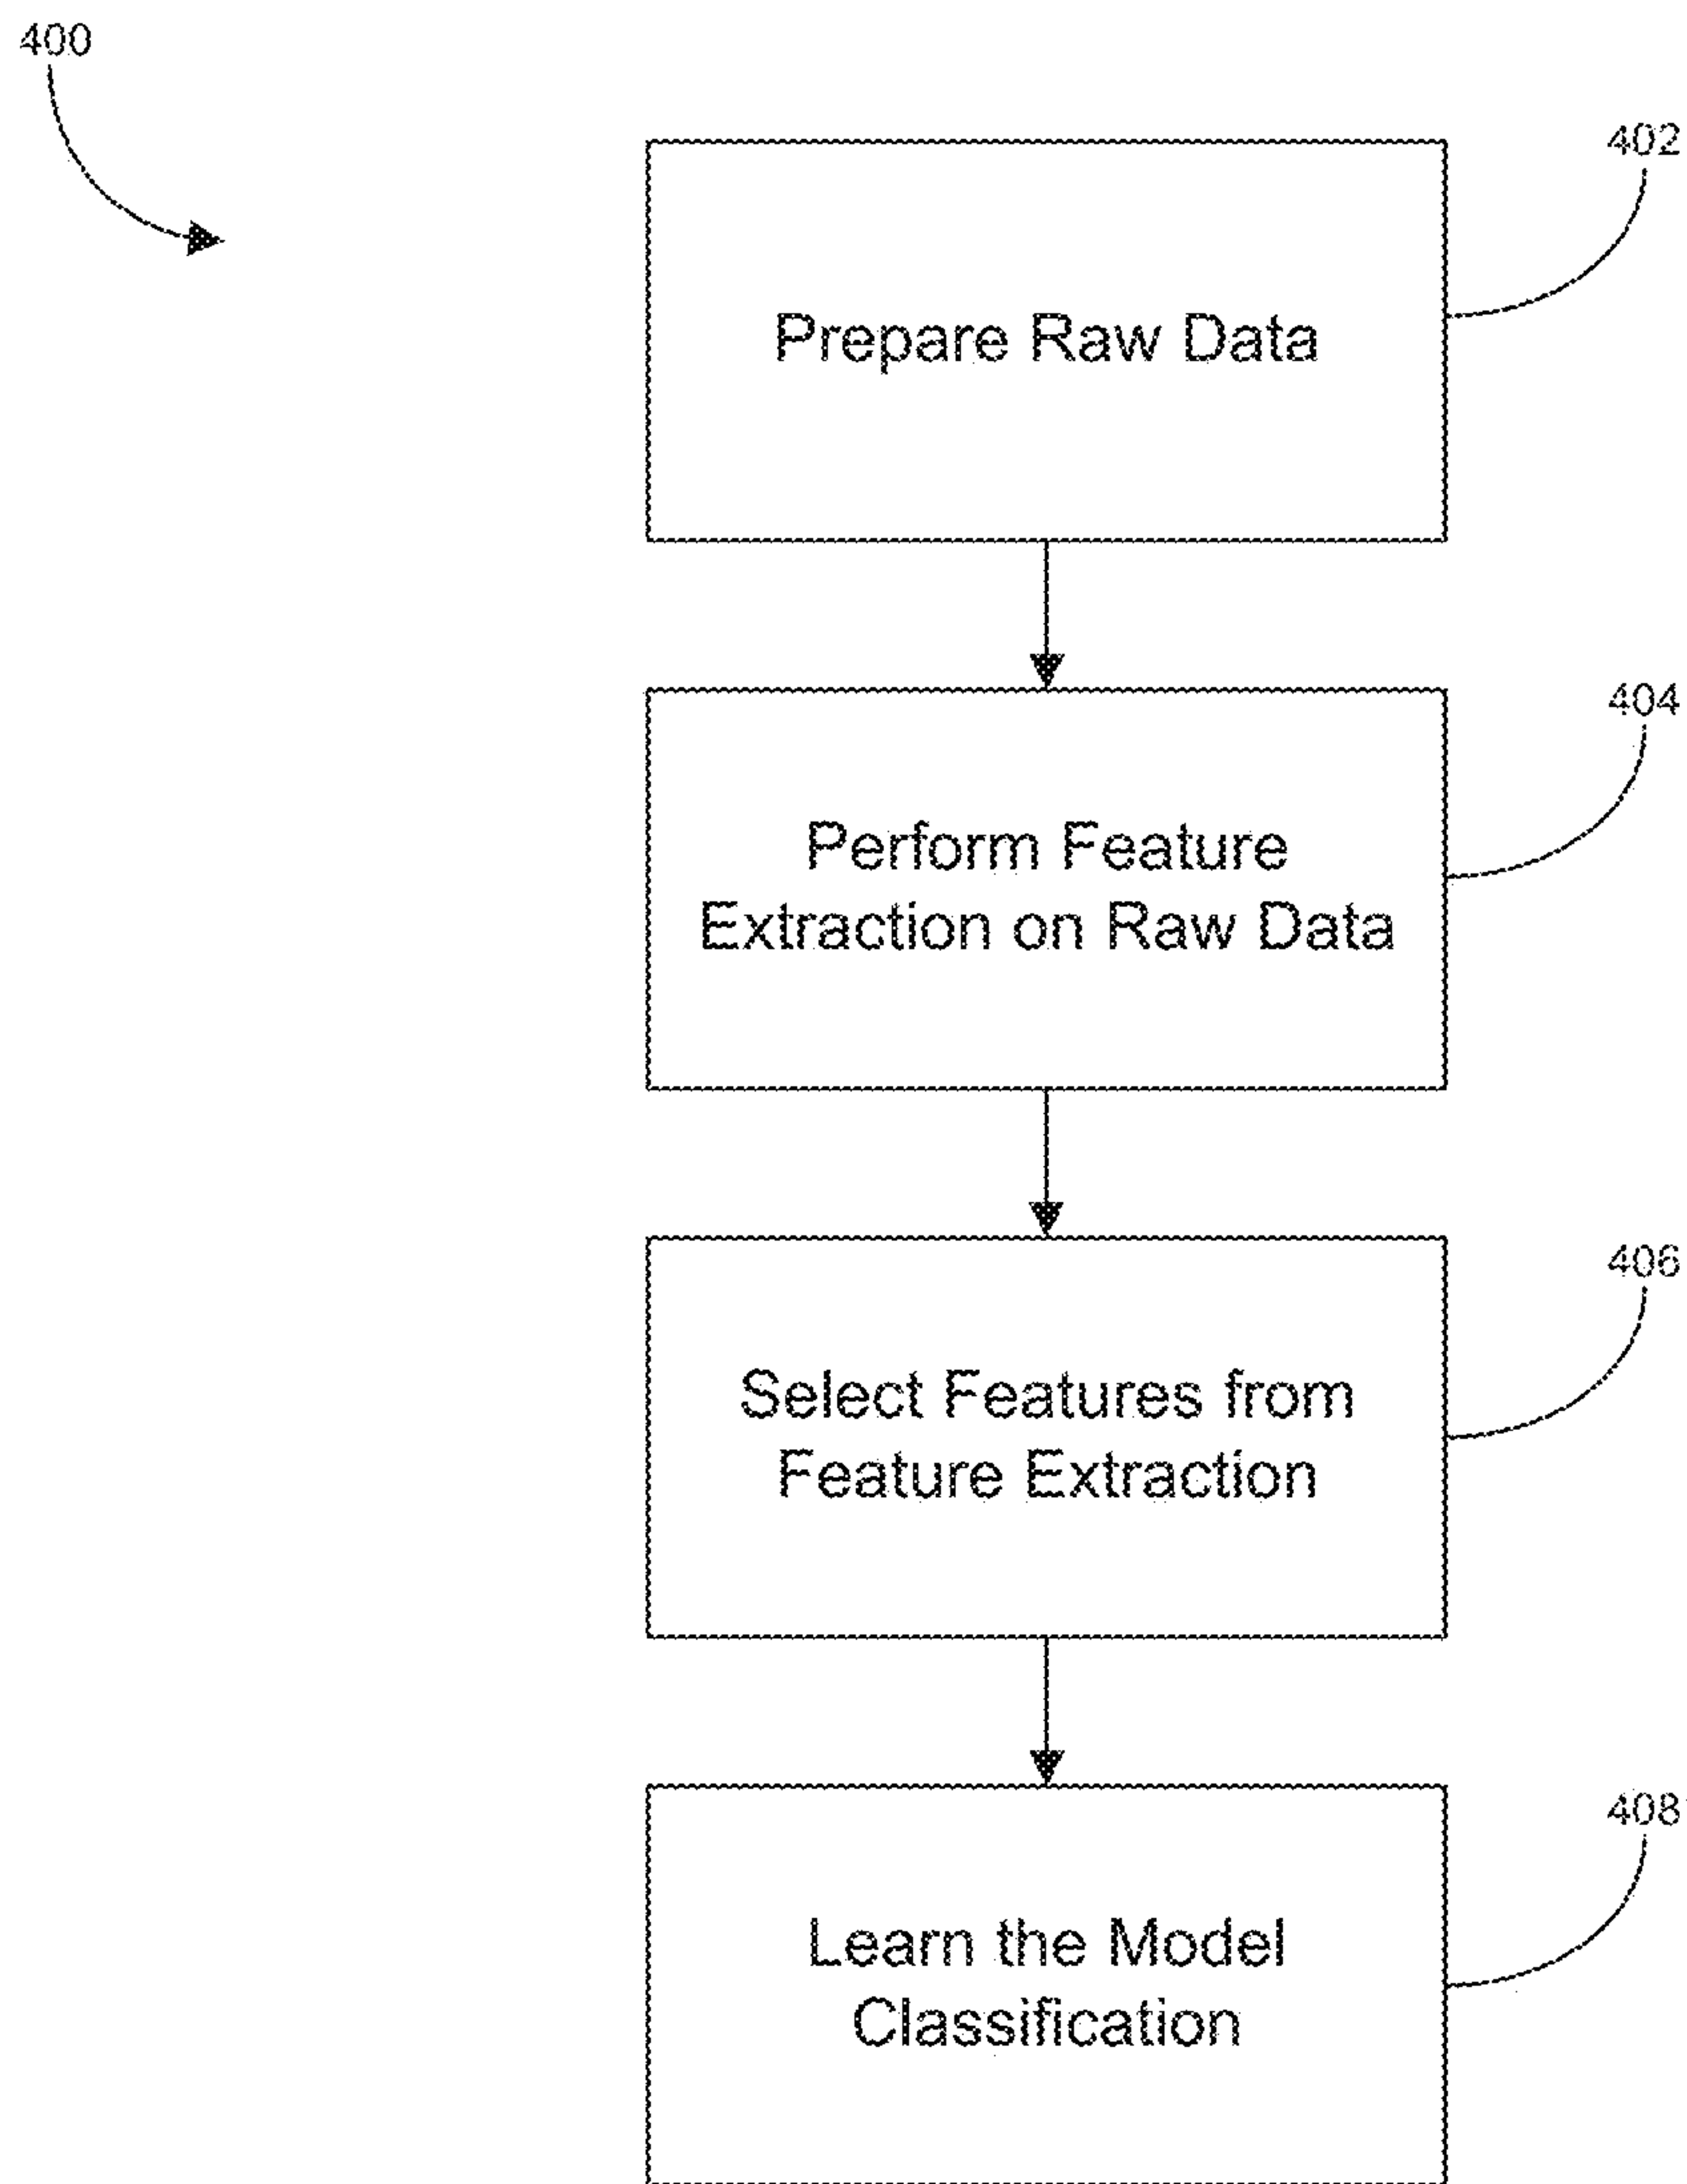 400
402
Prepare Raw Data
404
Perform Feature
Extraction on Raw Data
406
Select Features from
Feature Extraction
408
Learn the Model
Classification